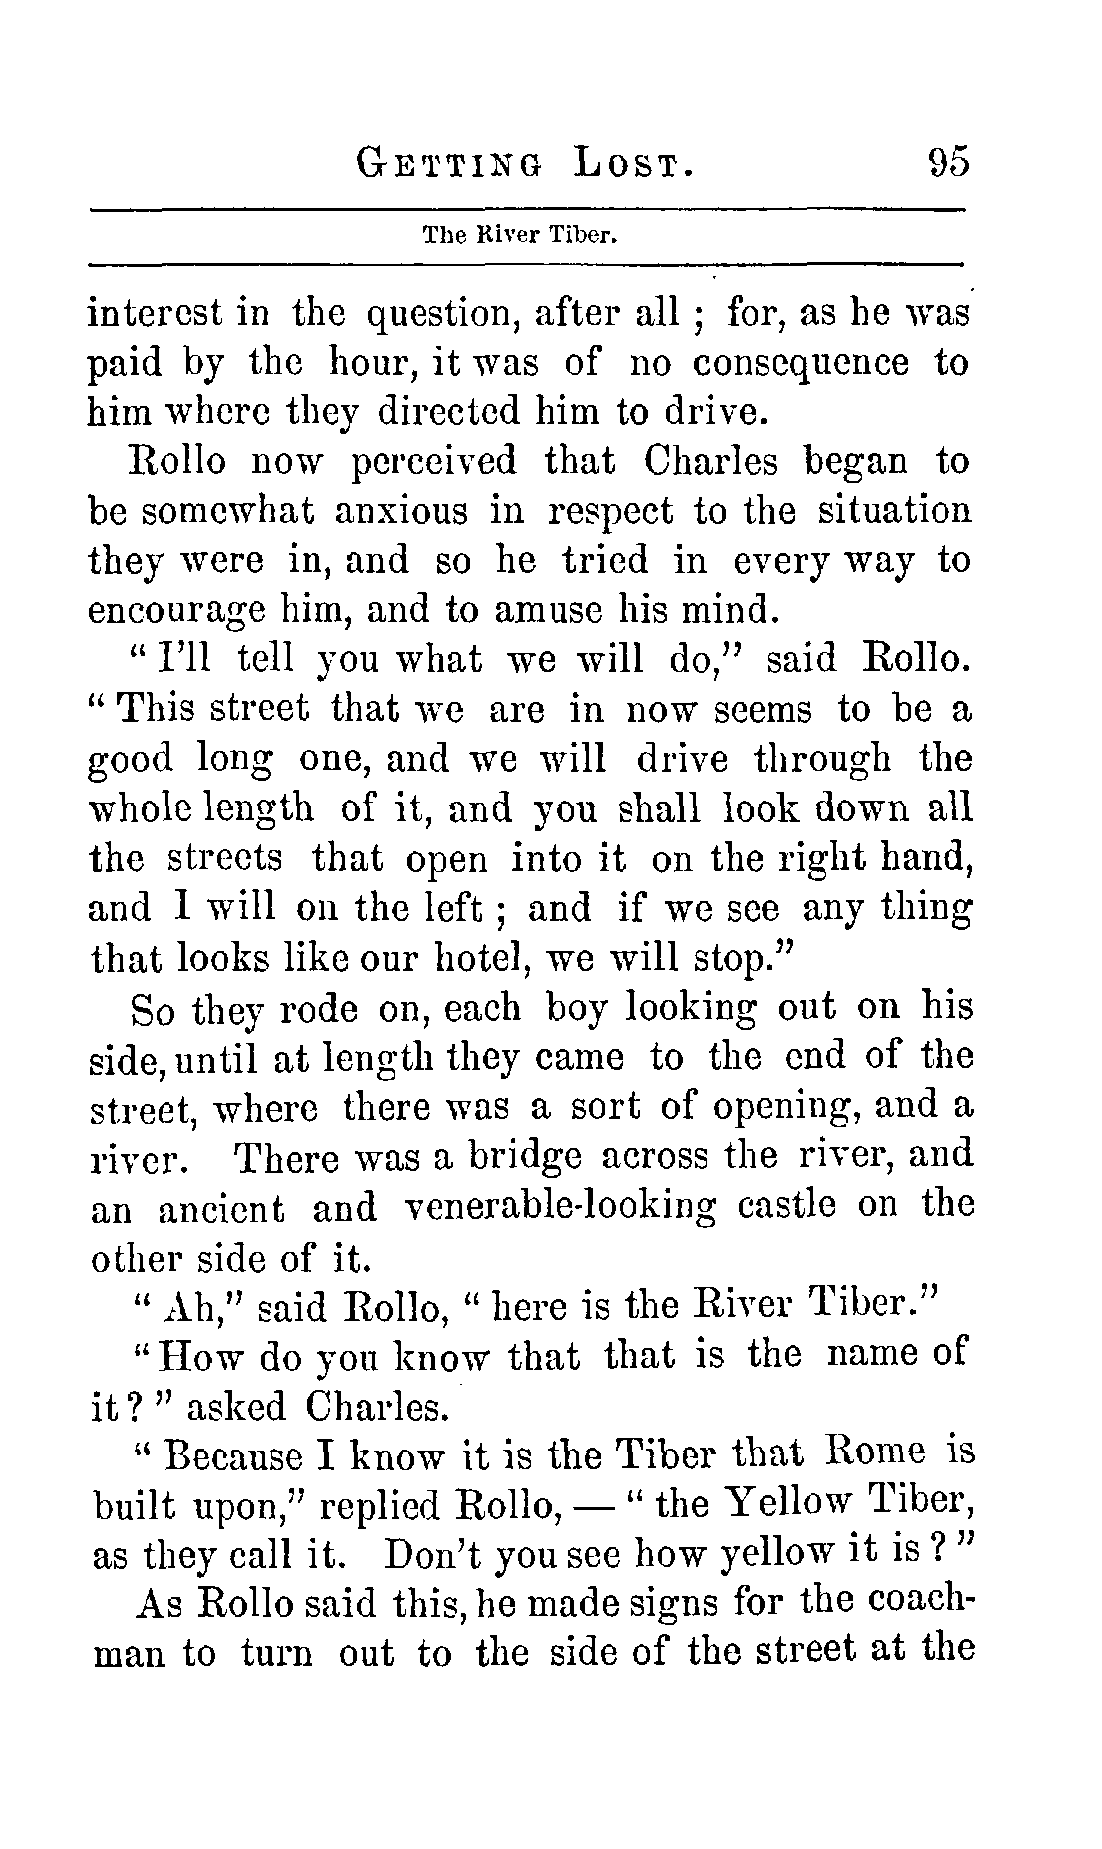 GETTING LOST. 95
The River Tiber.
interest in the question, after all ; for, as he was
paid by the hour, it was of no consequence to
him where they directed him to drive.
Rollo now perceived that Charles began to
be somewhat anxious in respect to the situation
they were in, and so he tried in every way to
encourage him, and to amuse his mind.
“ I’ll tell you what we will do,” said Rollo.
“ This street that we are in now seems to be a
good long one, and we will drive through the
whole length of it, and you shall look down all
the streets that open into it on the right hand,
and I will on the left ; and if we see any thing
that looks like our hotel, we will stop.”
So they rode on, each boy looking out on his
side, until at length they came to the end of the
street, where there was a sort of opening, and a
river. There was a bridge across the river, and
an ancient and venerable-looking castle on the
other side of it.
“ Ah,” said Rollo, “ here is the River Tiber.”
“ How do you know that that is the name of
it ? ” asked Charles.
“ Because I know it is the Tiber that Rome is
built upon,” replied Rollo, — “ the Yellow Tiber,
as they call it. Don’t you see how yellow it is ? ”
As Rollo said this, he made signs for the coach-
man to turn out to the side of the street at the